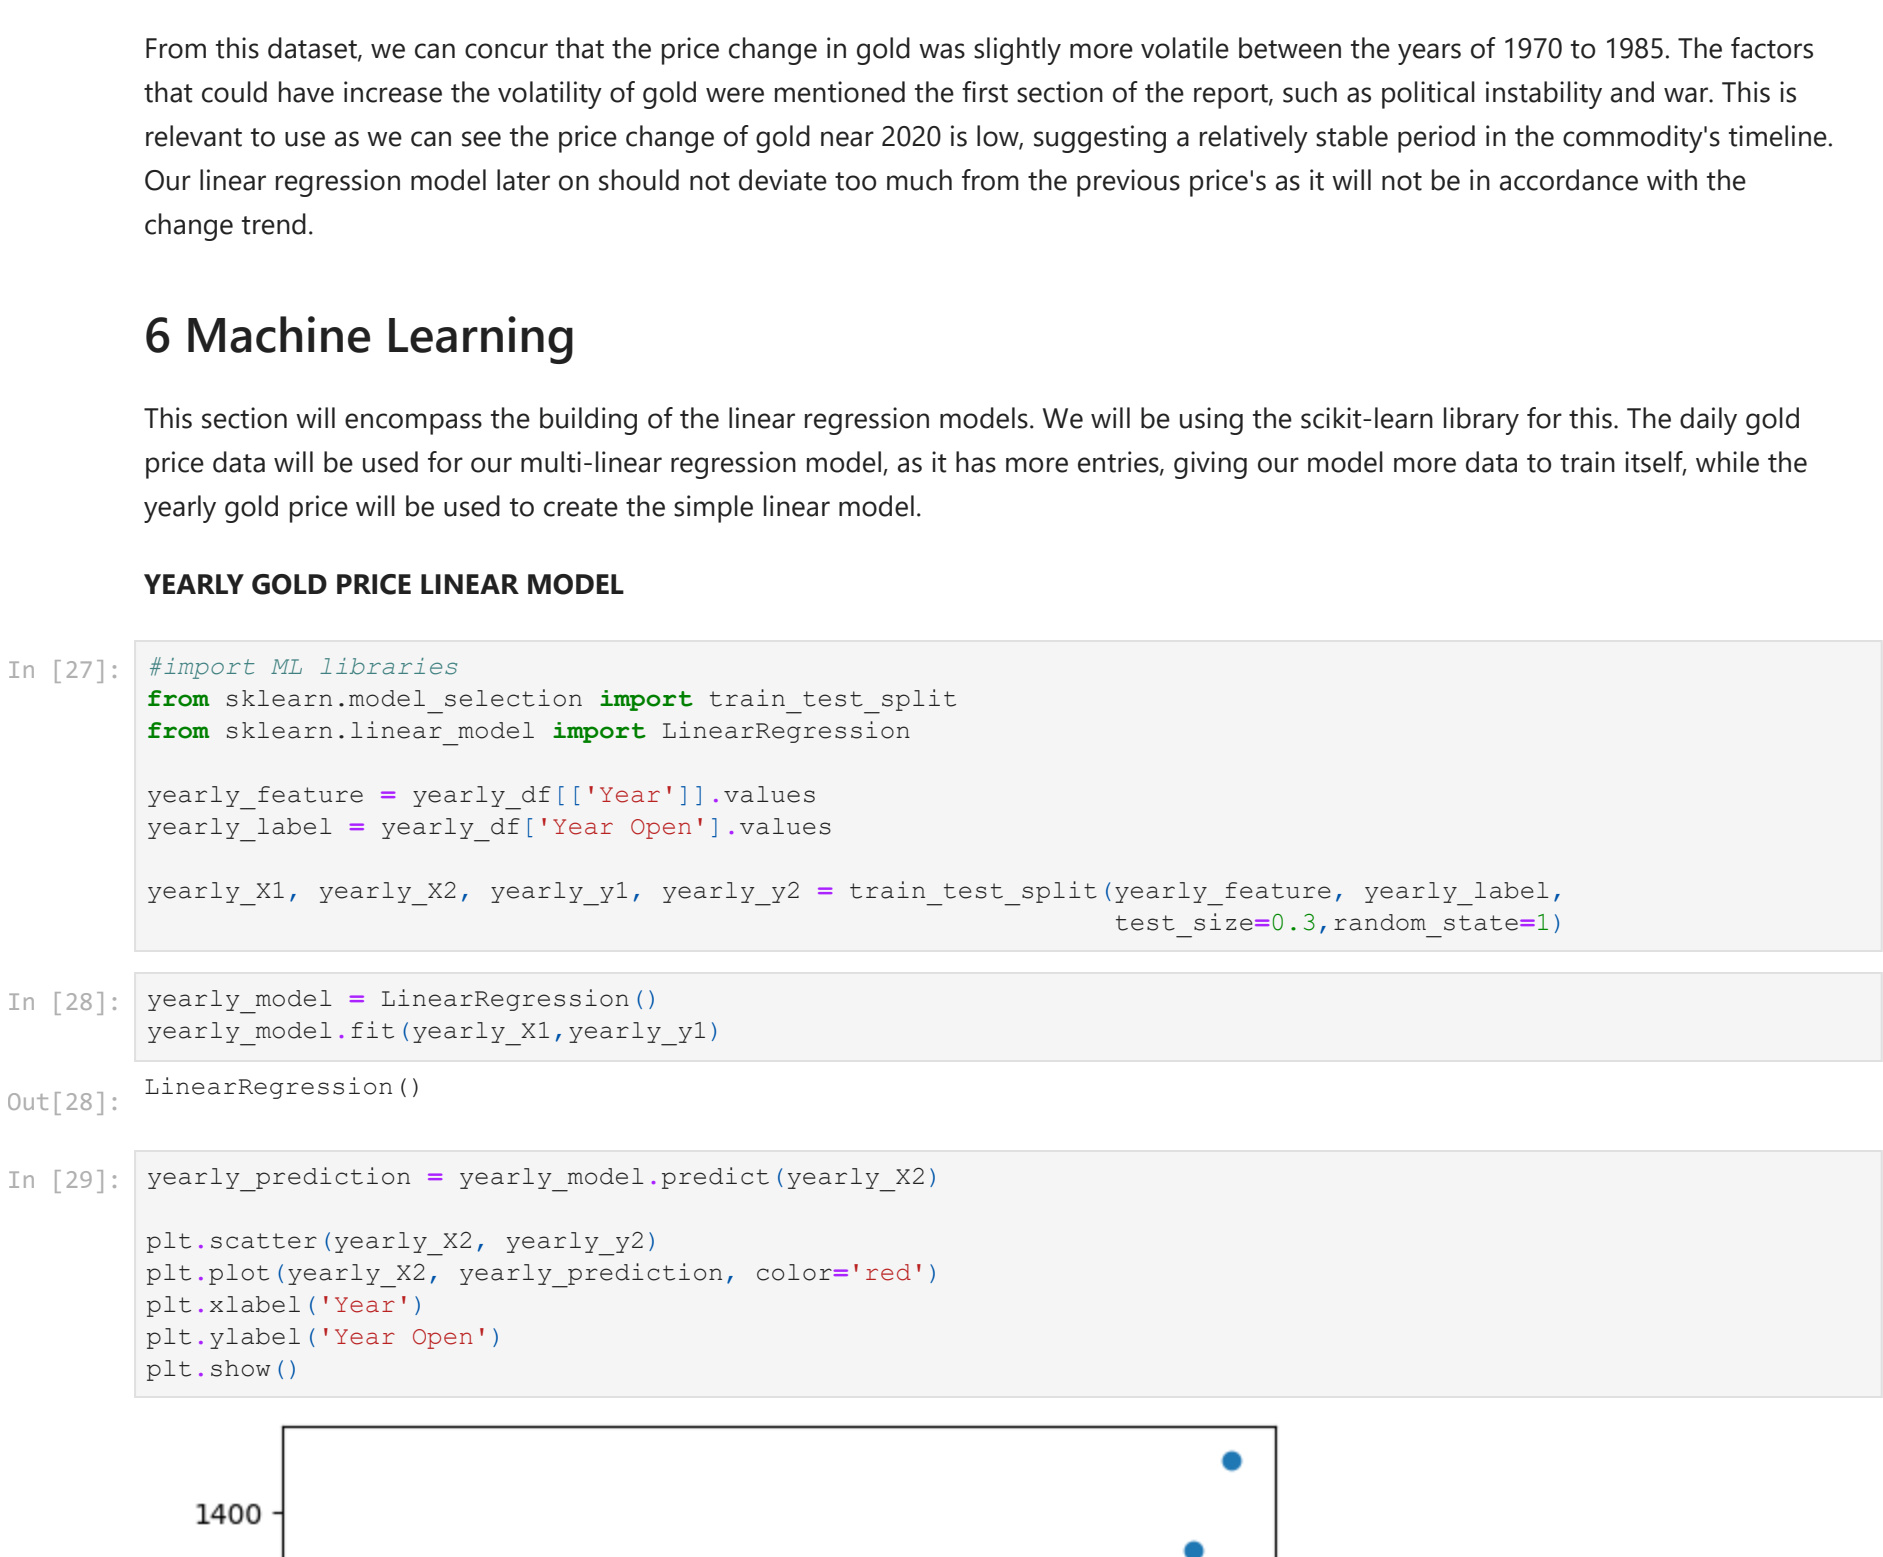 From this dataset, we can concur that the price change in gold was slightly more volatile between the years of 1970 to 1985. The factors
that could have increase the volatility of gold were mentioned the first section of the report, such as political instability and war. This is
relevant to use as we can see the price change of gold near 2020 is low, suggesting a relatively stable period in the commodity's timeline.
Our linear regression model later on should not deviate too much from the previous price's as it will not be in accordance with the
change trend.
6 Machine Learning
This section will encompass the building of the linear regression models. We will be using the scikit-learn library for this. The daily gold
price data will be used for our multi-linear regression model, as it has more entries, giving our model more data to train itself, while the
yearly gold price will be used to create the simple linear model.
YEARLY GOLD PRICE LINEAR MODEL
In [27]: #import ML libraries
from sklearn.model_selection import train_test_split
from sklearn.linear_model import LinearRegression
yearly_feature = yearly_df[['Year']].values
yearly_label = yearly_df['Year Open'].values
yearly_X1, yearly_X2, yearly_y1, yearly_y2 = train_test_split(yearly_feature, yearly_label,
test_size=0.3,random_state=1)
In [28]: yearly_model = LinearRegression()
yearly_model.fit(yearly_X1,yearly_y1)
Out[28]: LinearRegression()
In [29]: yearly_prediction = yearly_model.predict(yearly_X2)
plt.scatter(yearly_X2, yearly_y2)
plt.plot(yearly_X2, yearly_prediction, color='red')
plt.xlabel('Year')
plt.ylabel('Year Open')
plt.show()
1400